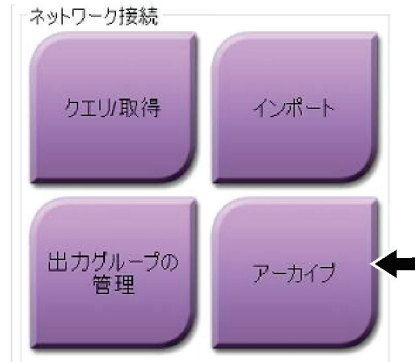 ネットワーク接続
クエリ/取得
インポート
出力グループの
管理
アーカイブ